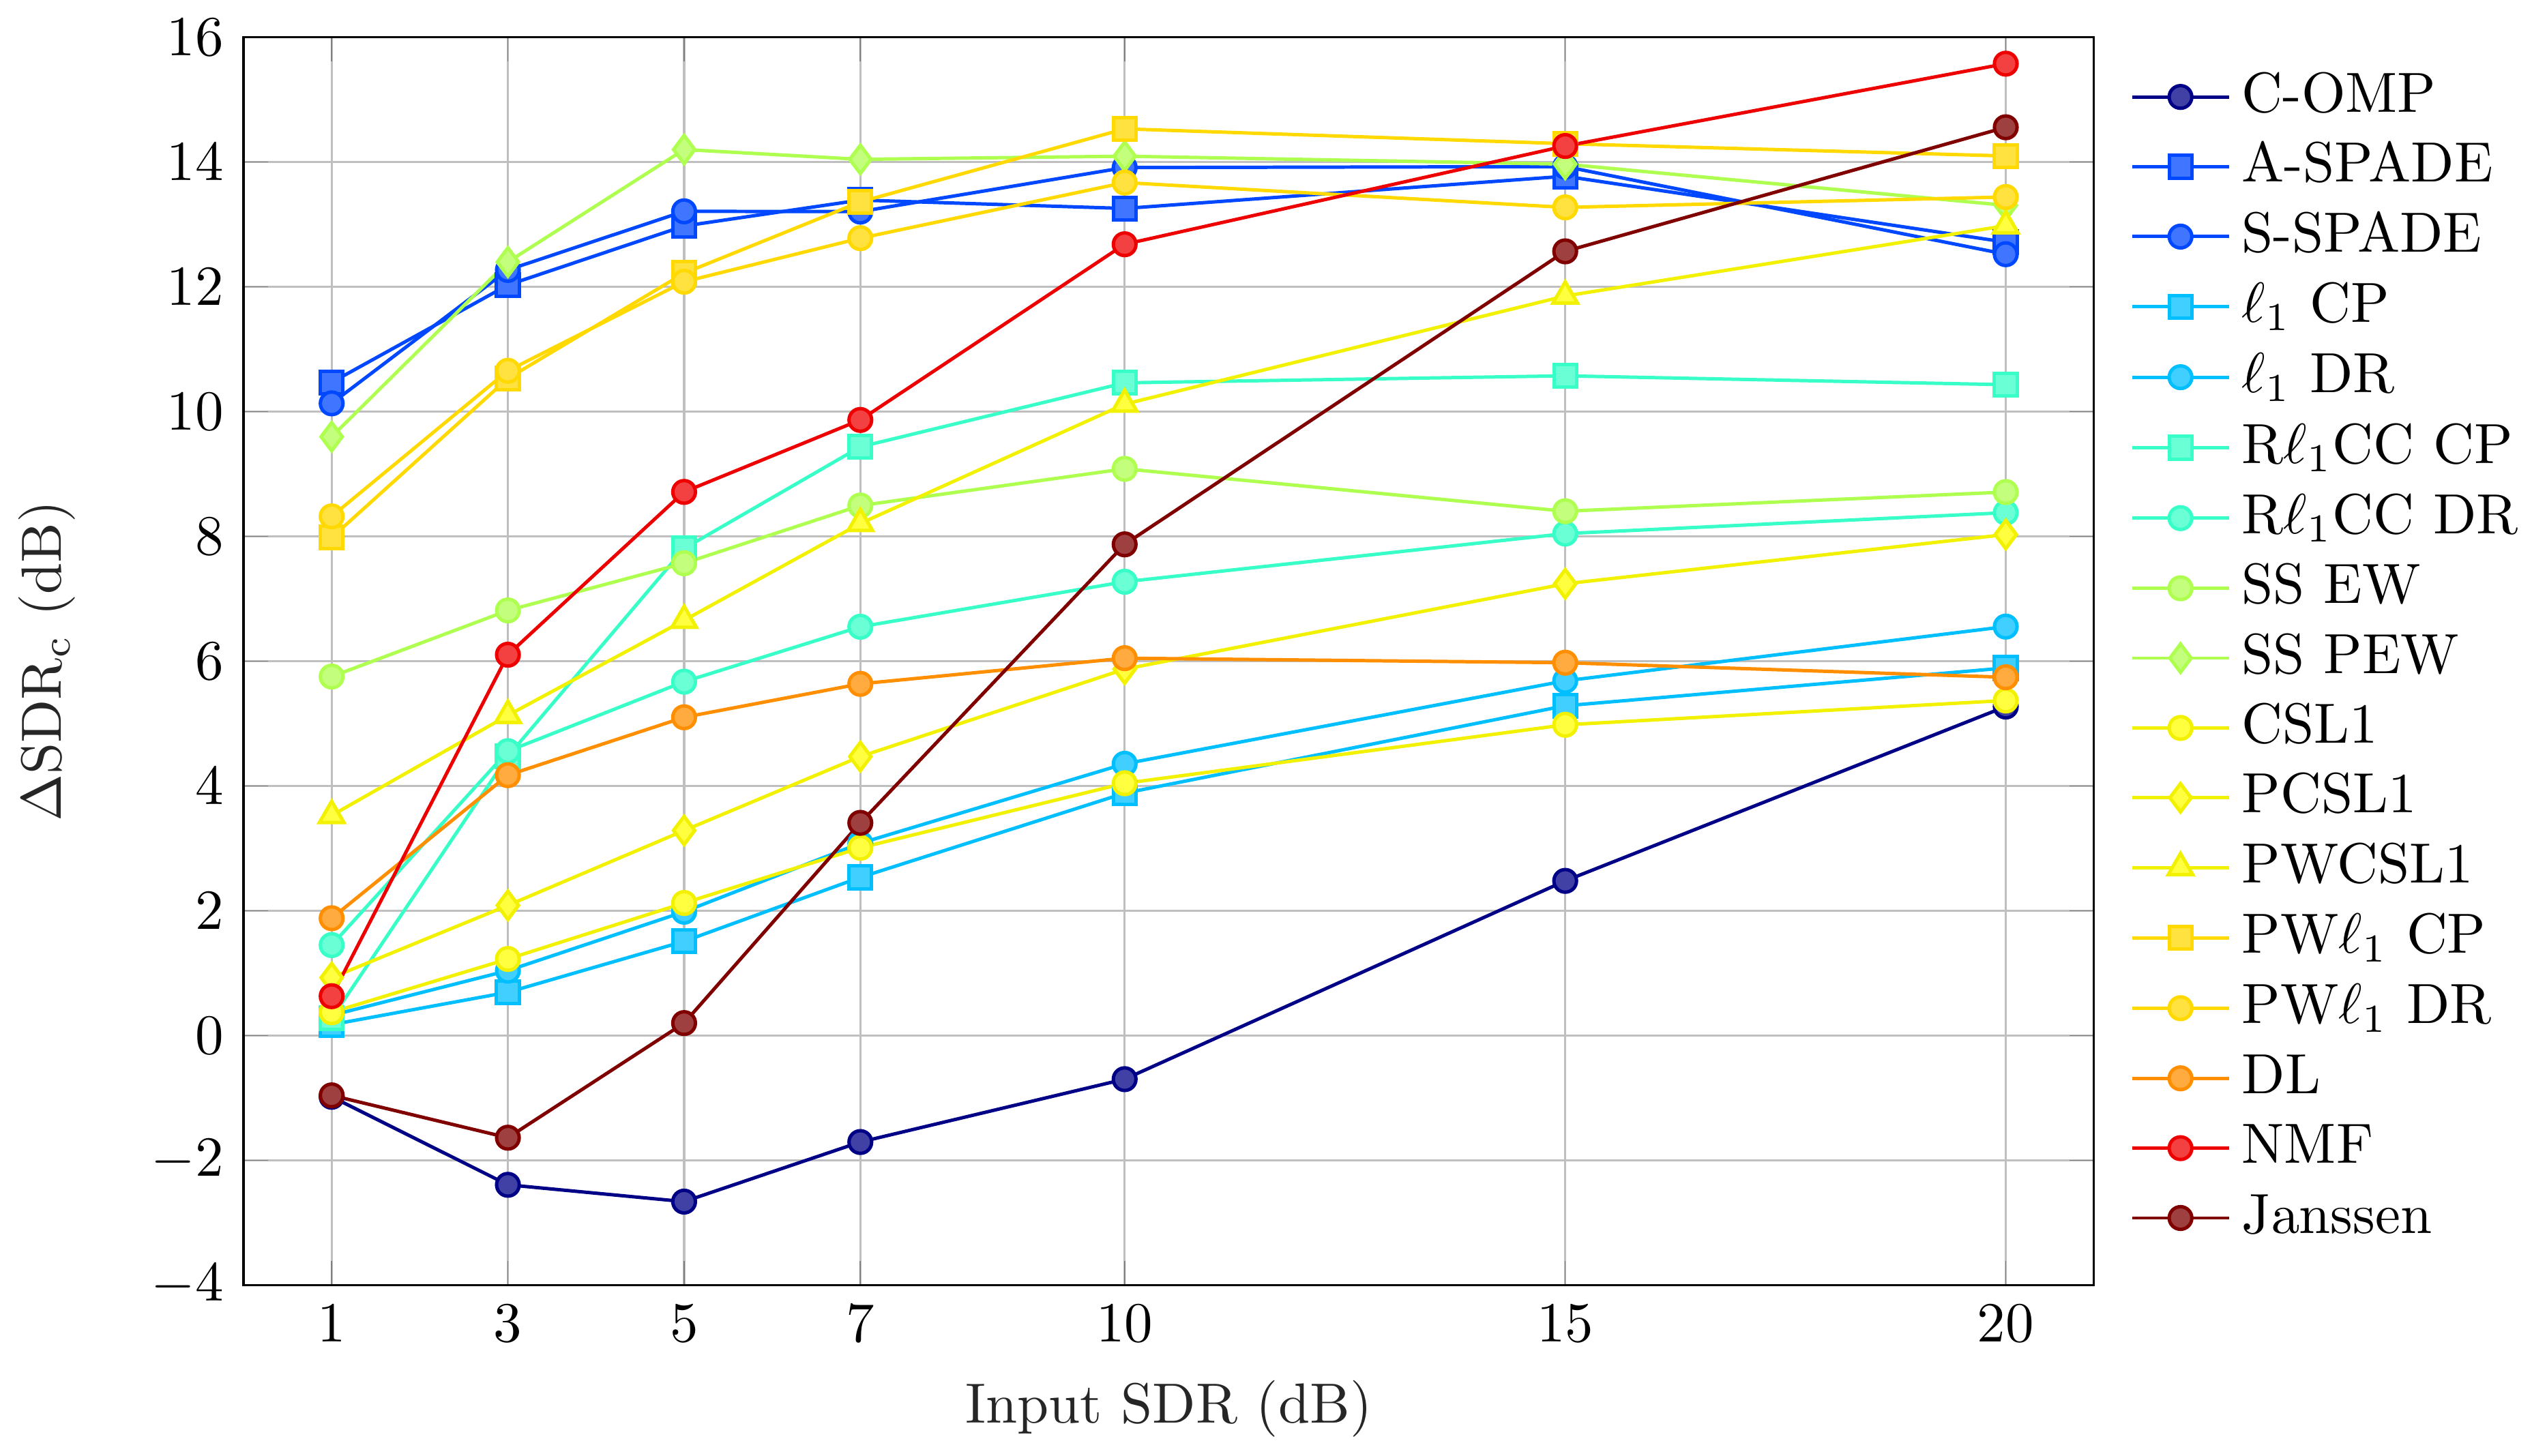 16
14
12
10
8
6
4
2
0
−2
−4
ΔSDR_c (dB)
1 3 5 7 10 15 20
Input SDR (dB)
C-OMP
A-SPADE
S-SPADE
ℓ₁ CP
ℓ₁ DR
Rℓ₁CC CP
Rℓ₁CC DR
SS EW
SS PEW
CSL1
PCSL1
PWCSL1
PWℓ₁ CP
PWℓ₁ DR
DL
NMF
Janssen